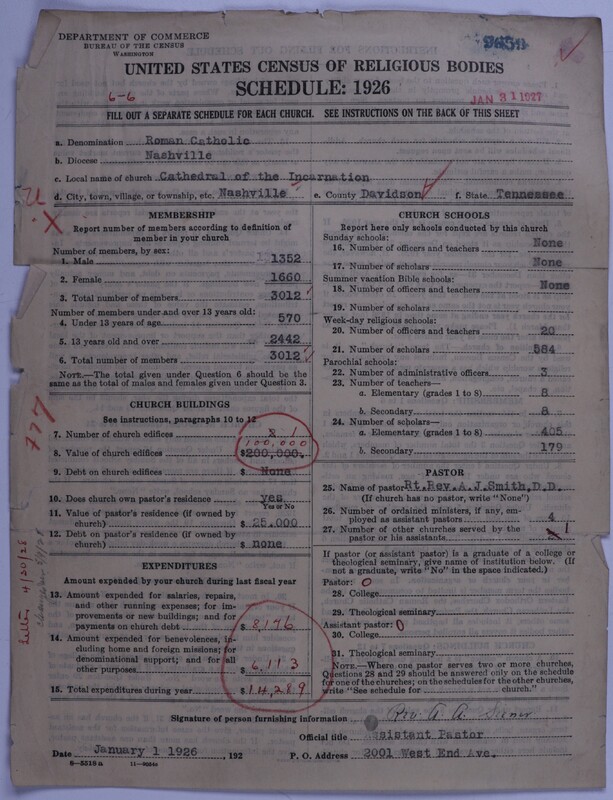 DEPARTMENT OF COMMERCE
BUREAU OF THE CENSUS
WASHINGTON
UNITED STATES CENSUS OF RELIGIOUS BODIES
SCHEDULE: 1926
6-6
JAN 31 1927
FILL OUT A SEPARATE SCHEDULE FOR EACH CHURCH. SEE INSTRUCTIONS ON THE BACK OF THIS SHEET
a. Denomination Roman Catholic
b. Diocese Nashville
c. Local name of church Cathedral of the Incarnation
d. City, town, village, or township, etc. Nashville e. County Davidson f. State Tennessee
MEMBERSHIP
Report number of members according to definition of
member in your church
Number of members, by sex:
1. Male 1352
2. Female 1660
3. Total number of members 3012
Number of members under and over 13 years old:
4. Under 13 years of age 570
5. 13 years old and over 2442
6. Total number of members 3012
NOTE.—The total given under Question 6 should be
same as the total of males and females given under Question 3.
CHURCH BUILDINGS
See instructions, paragraphs 10 to 12
7. Number of church edifices 1
100,000
8. Value of church edifices $200,000.
9. Debt on church edifices $ None
10. Does church own pastor's residence yes
Yes or No
11. Value of pastor's residence (if owned by
church) $ 25.000
12. Debt on pastor's residence (if owned by
church) $ none
EXPENDITURES
Amount expended by your church during last fiscal year
13. Amount expended for salaries, repairs,
and other running expenses; for im-
provements or new buildings; and for
payments on church debt $ 8,176
14. Amount expended for benevolences, in-
cluding home and foreign missions; for
denominational support; and for all
other purposes $ 6,113
15. Total expenditures during year $ 14,289
CHURCH SCHOOLS
Report here only schools conducted by this church
Sunday schools:
16. Number of officers and teachers None
17. Number of scholars None
Summer vacation Bible schools:
18. Number of officers and teachers None
19. Number of scholars
Week-day religious schools:
20. Number of officers and teachers 20
21. Number of scholars 584
Parochial schools:
22. Number of administrative officers 3
23. Number of teachers—
a. Elementary (grades 1 to 8) 8
b. Secondary 8
24. Number of scholars—
a. Elementary (grades 1 to 8) 405
b. Secondary 179
PASTOR
25. Name of pastor Rt.Rev.A.J.Smith,D.D.
(If church has no pastor, write "None")
26. Number of ordained ministers, if any, em-
ployed as assistant pastors 4
27. Number of other churches served by the
pastor or his assistants 1
If pastor (or assistant pastor) is a graduate of a college or
theological seminary, give name of institution below. (If
not a graduate, write "No" in the space indicated.)
Pastor: 0
28. College
29. Theological seminary
Assistant pastor: 0
30. College
31. Theological seminary
NOTE.—Where one pastor serves two or more churches,
Questions 28 and 29 should be answered only on the schedule
for one of the churches; on the schedules for the other churches,
write "See schedule for church."
Signature of person furnishing information Rev. A. A.
Official title Assistant Pastor
Date January 1 1926, 192 P. O. Address 2001 West End Ave.
8—5518 a
777
Letter 4/20/28